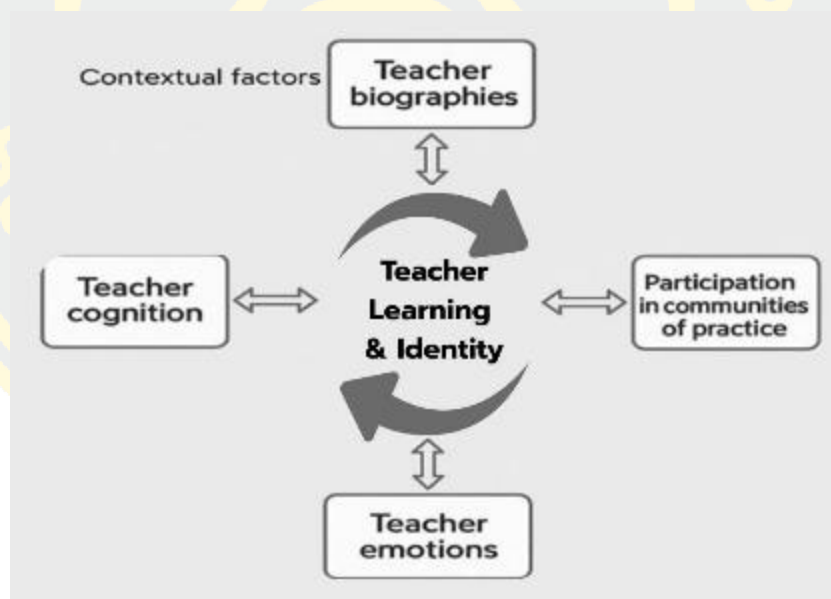 Contextual factors
Teacher
biographies
Teacher
cognition
Teacher
Learning
& Identity
Participation
in communities
of practice
Teacher
emotions